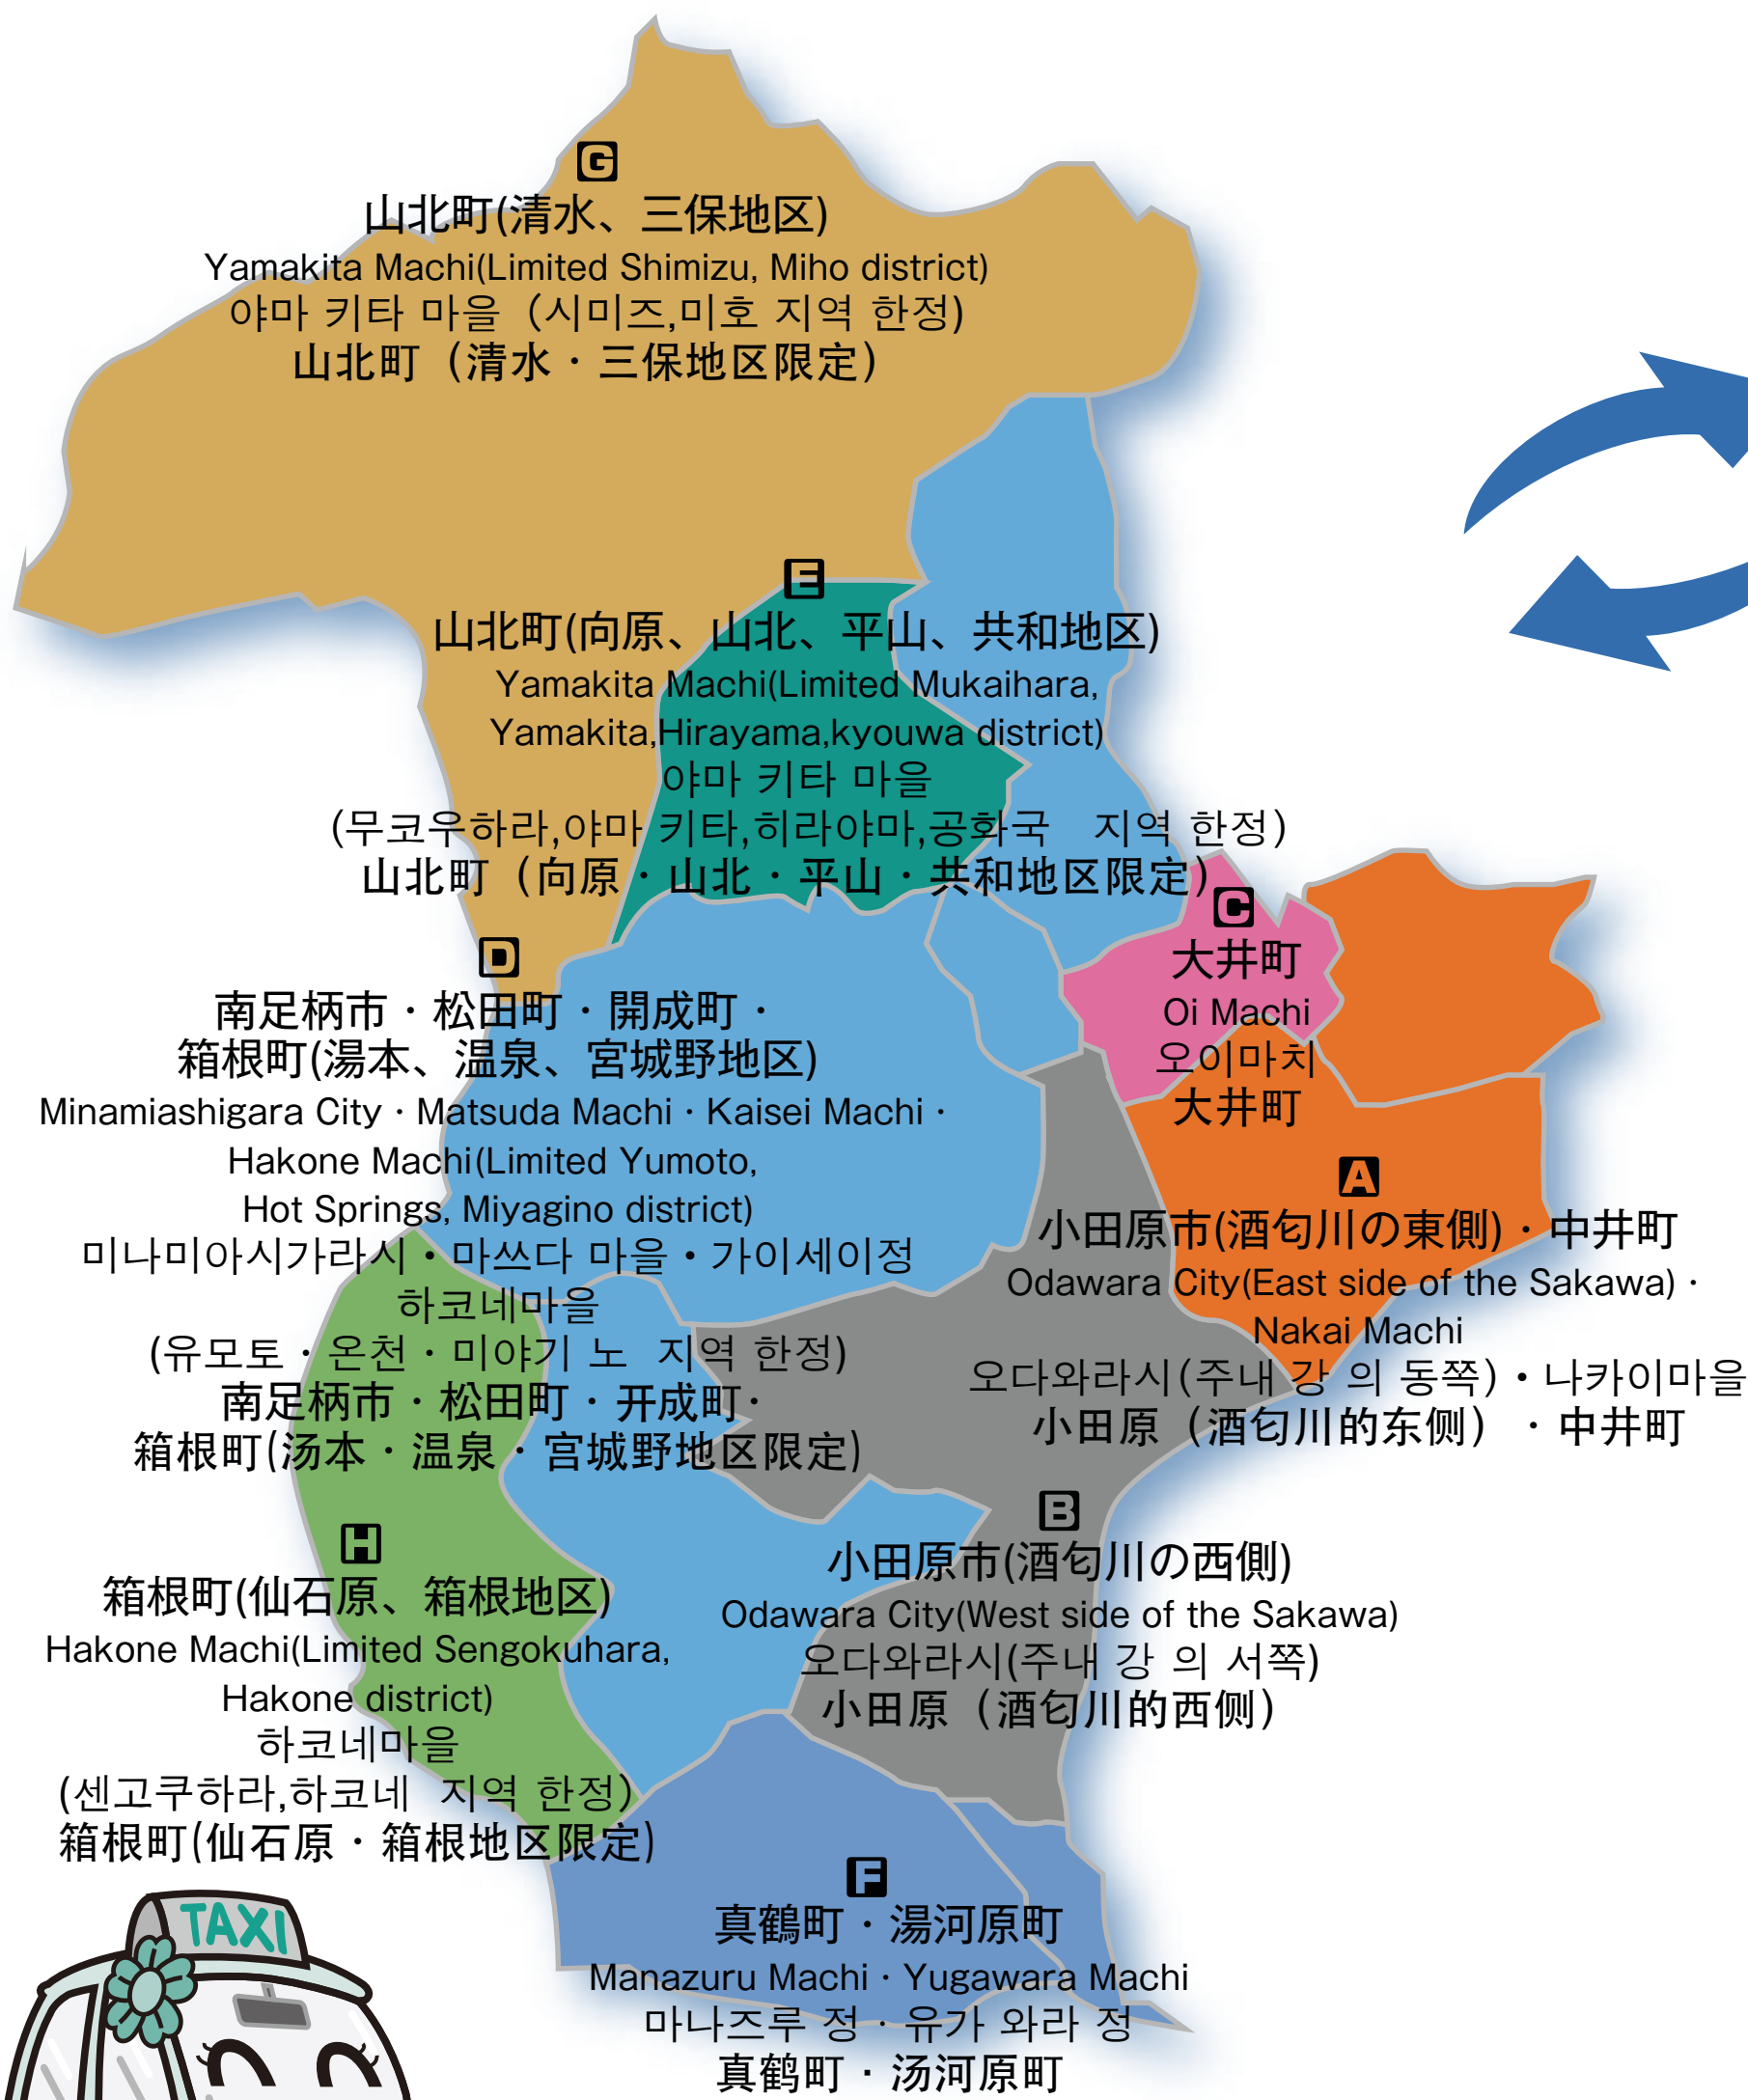 G
山北町(清水、三保地区)
Yamakita Machi(Limited Shimizu, Miho district)
야마 키타 마을 (시미즈,미호 지역 한정)
山北町（清水・三保地区限定）
E
山北町(向原、山北、平山、共和地区)
Yamakita Machi(Limited Mukaihara,
Yamakita,Hirayama,kyouwa district)
야마 키타 마을
(무코우하라,야마 키타,히라야마,공화국 지역 한정)
山北町（向原・山北・平山・共和地区限定）
C
大井町
Oi Machi
오이마치
大井町
D
南足柄市・松田町・開成町・
箱根町(湯本、温泉、宮城野地区)
Minamiashigara City・Matsuda Machi・Kaisei Machi・
Hakone Machi(Limited Yumoto,
Hot Springs, Miyagino district)
미나미아시가라시・마쓰다 마을・가이세이정
하코네마을
(유모토・온천・미야기 노 지역 한정)
南足柄市・松田町・开成町・
箱根町(汤本・温泉・宫城野地区限定)
A
小田原市(酒匂川の東側)・中井町
Odawara City(East side of the Sakawa)・
Nakai Machi
오다와라시(주내 강 의 동쪽)・나카이마을
小田原（酒匂川的东侧）・中井町
B
小田原市(酒匂川の西側)
Odawara City(West side of the Sakawa)
오다와라시(주내 강 의 서쪽)
小田原（酒匂川的西侧）
H
箱根町(仙石原、箱根地区)
Hakone Machi(Limited Sengokuhara,
Hakone district)
하코네마을
(센고쿠하라,하코네 지역 한정)
箱根町(仙石原・箱根地区限定)
F
真鶴町・湯河原町
Manazuru Machi・Yugawara Machi
마나즈루 정・유가 와라 정
真鹤町・汤河原町
TAXI